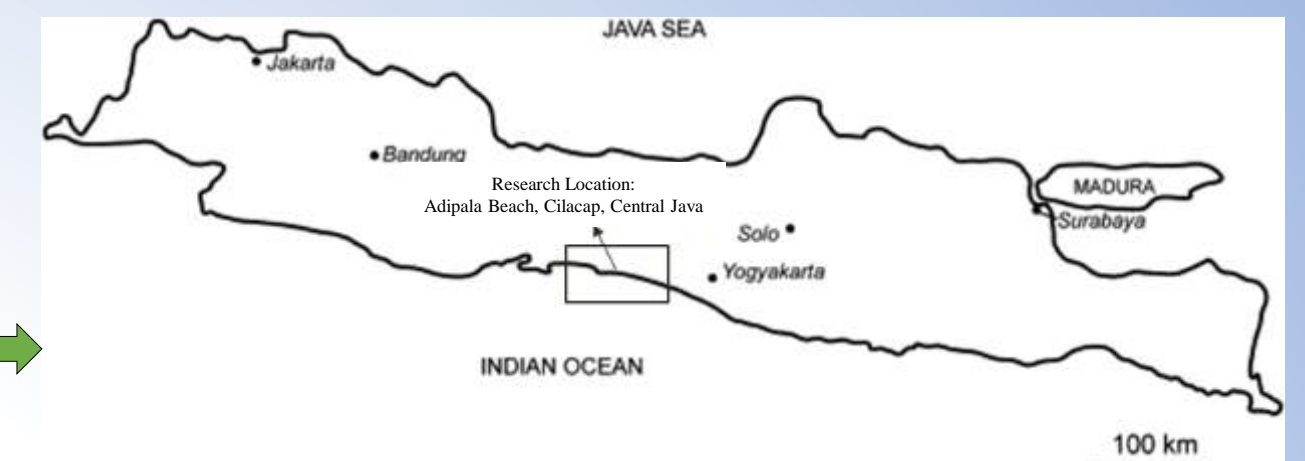 JAVA SEA
Jakarta
Bandung
Research Location:
Adipala Beach, Cilacap, Central Java
MADURA
Surabaya
Solo
Yogyakarta
INDIAN OCEAN
100 km